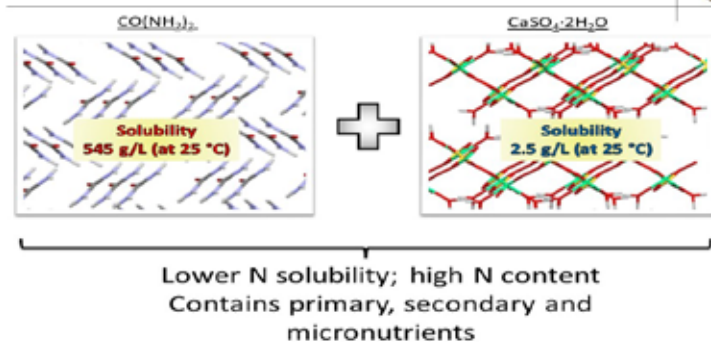 CO(NH₂)₂
CaSO₄·2H₂O
Solubility
545 g/L (at 25 °C)
Solubility
2.5 g/L (at 25 °C)
Lower N solubility; high N content
Contains primary, secondary and
micronutrients